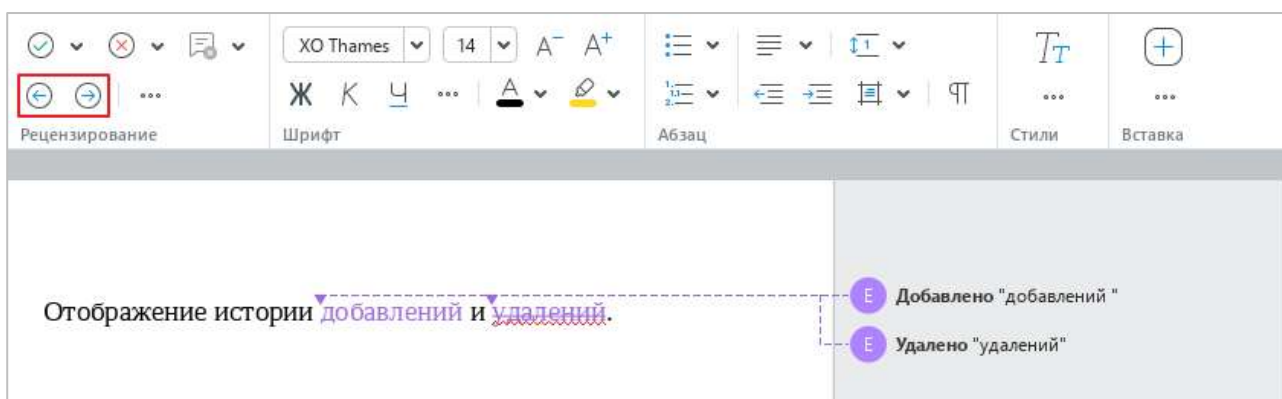 XO Thames 14 А⁻ А⁺
Ж К Ч А
Рецензирование Шрифт Абзац Стили Вставка
Отображение истории добавлений и удалений.
Е Добавлено "добавлений "
Е Удалено "удалений"